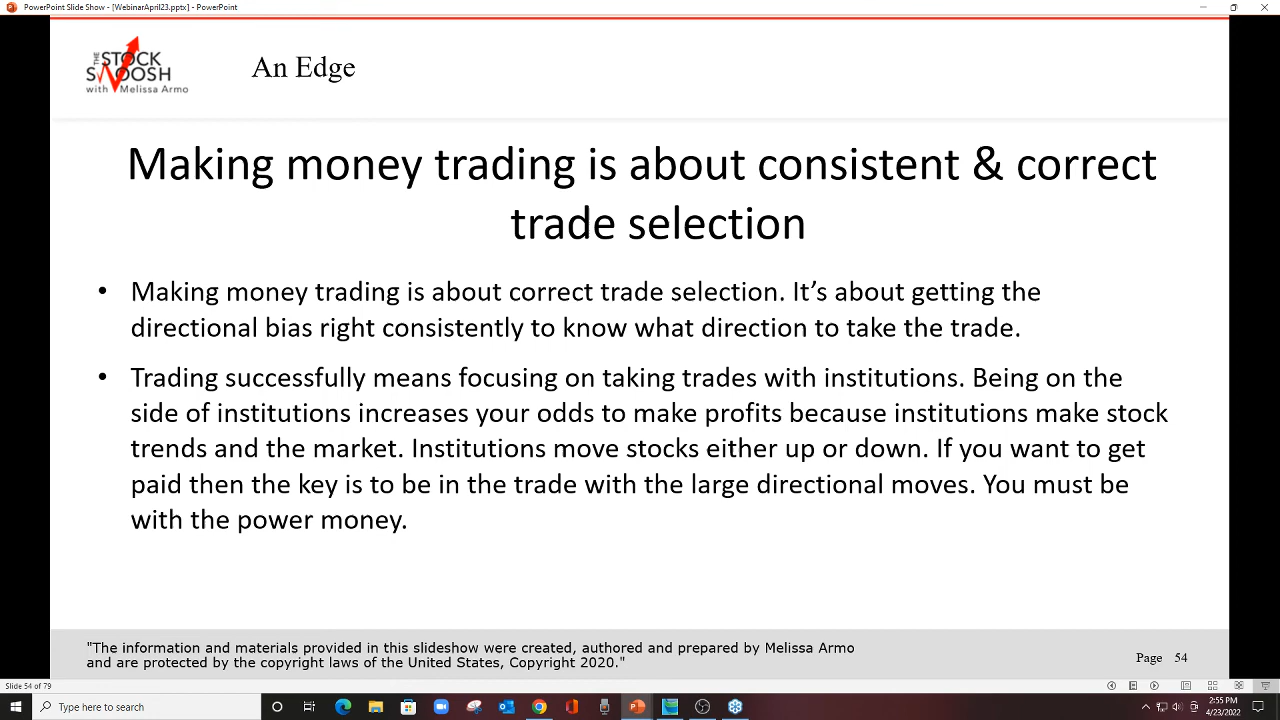 PowerPoint Slide Show - [WebinarApril23.pptx] - PowerPoint
THE
STOCK
SWOOSH
with Melissa Armo
An Edge
Making money trading is about consistent & correct
trade selection
• Making money trading is about correct trade selection. It’s about getting the
directional bias right consistently to know what direction to take the trade.
• Trading successfully means focusing on taking trades with institutions. Being on the
side of institutions increases your odds to make profits because institutions make stock
trends and the market. Institutions move stocks either up or down. If you want to get
paid then the key is to be in the trade with the large directional moves. You must be
with the power money.
"The information and materials provided in this slideshow were created, authored and prepared by Melissa Armo
and are protected by the copyright laws of the United States, Copyright 2020."
Page 54
Slide 54 of 79
Type here to search
2:55 PM
4/23/2022